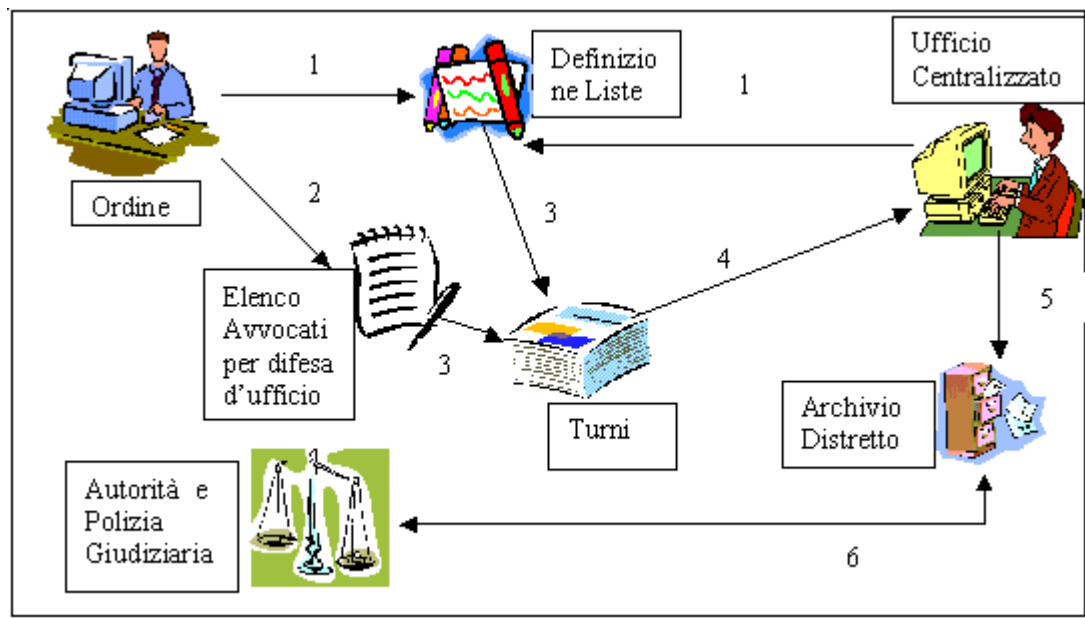 1
Definizio
ne Liste
1
Ufficio
Centralizzato
Ordine
2
3
4
Elenco
Avvocati
per difesa
d'ufficio
3
Turni
5
Archivio
Distretto
Autorità e
Polizia
Giudiziaria
6